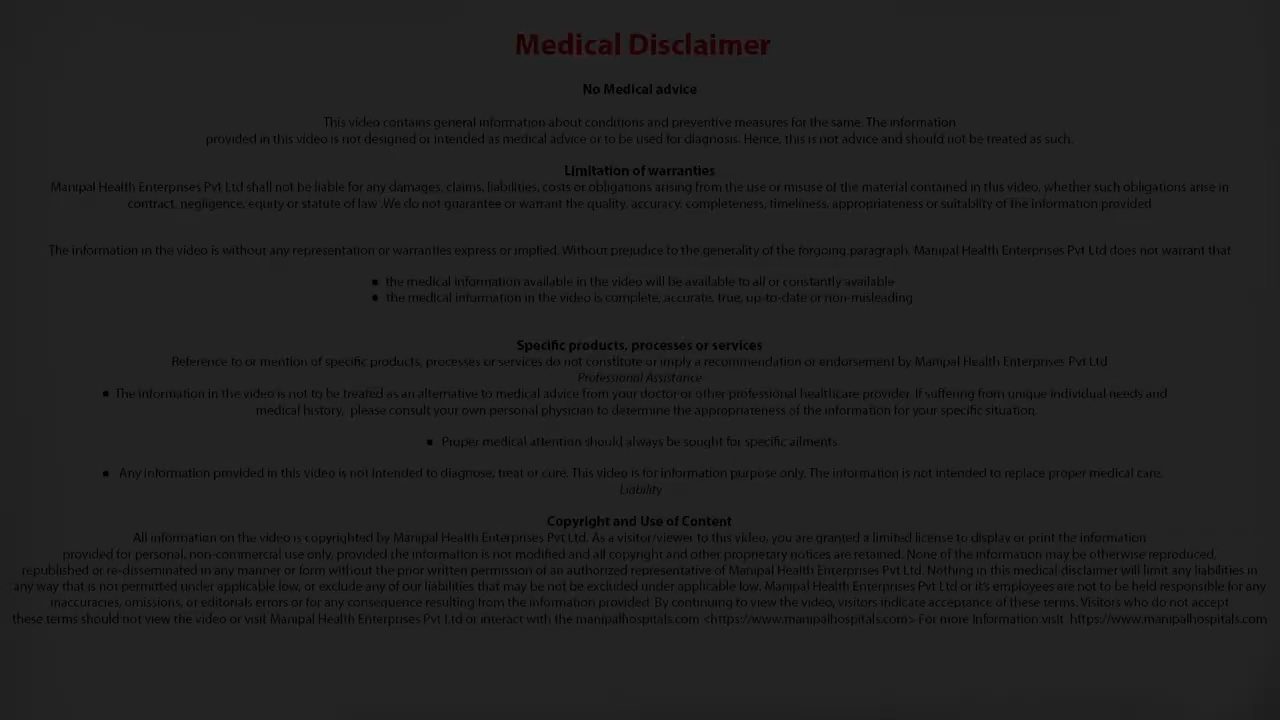 Medical Disclaimer
No Medical advice
This video contains general information about conditions and preventive measures for the same. The information
provided in this video is not designed or intended as medical advice or to be used for diagnosis. Hence, this is not advice and should not be treated as such.
Limitation of warranties
Manipal Health Enterprises Pvt Ltd shall not be liable for any damages, claims, liabilities, costs or obligations arising from the use or misuse of the material contained in this video, whether such obligations arise in
contract, negligence, equity or statute of law .We do not guarantee or warrant the quality, accuracy, completeness, timeliness, appropriateness or suitablity of the information provided
The information in the video is without any representation or warranties express or implied. Without prejudice to the generality of the forgoing paragraph, Manipal Health Enterprises Pvt Ltd does not warrant that
● the medical information available in the video will be available to all or constantly available
● the medical information in the video is complete, accurate, true, up-to-date or non-misleading
Specific products, processes or services
Reference to or mention of specific products, processes or services do not constitute or imply a recommendation or endorsement by Manipal Health Enterprises Pvt Ltd
Professional Assistance
● The information in the video is not to be treated as an alternative to medical advice from your doctor or other professional healthcare provider. If suffering from unique individual needs and
medical history, please consult your own personal physician to determine the appropriateness of the information for your specific situation.
● Proper medical attention should always be sought for specific ailments.
● Any information provided in this video is not intended to diagnose, treat or cure. This video is for information purpose only. The information is not intended to replace proper medical care.
Liability
Copyright and Use of Content
All information on the video is copyrighted by Manipal Health Enterprises Pvt Ltd. As a visitor/viewer to this video, you are granted a limited license to display or print the information
provided for personal, non-commercial use only, provided the information is not modified and all copyright and other proprietary notices are retained. None of the information may be otherwise reproduced,
republished or re-disseminated in any manner or form without the prior written permission of an authorized representative of Manipal Health Enterprises Pvt Ltd. Nothing in this medical disclaimer will limit any liabilities in
any way that is not permitted under applicable low, or exclude any of our liabilities that may be not be excluded under applicable low. Manipal Health Enterprises Pvt Ltd or it's employees are not to be held responsible for any
inaccuracies, omissions, or editorials errors or for any consequence resulting from the information provided. By continuing to view the video, visitors indicate acceptance of these terms. Visitors who do not accept
these terms should not view the video or visit Manipal Health Enterprises Pvt Ltd or interact with the manipalhospitals.com <https://www.manipalhospitals.com> For more Information visit https://www.manipalhospitals.com